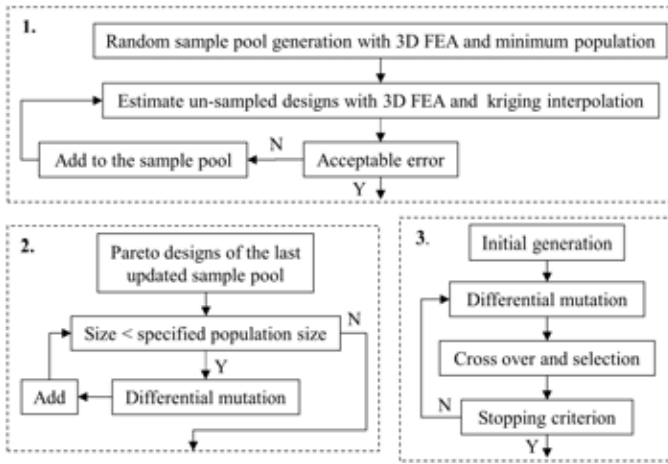 1.
Random sample pool generation with 3D FEA and minimum population
Estimate un-sampled designs with 3D FEA and kriging interpolation
N
Add to the sample pool
Acceptable error
Y
2.
Pareto designs of the last
updated sample pool
N
Size < specified population size
Y
Add
Differential mutation
3.
Initial generation
Differential mutation
Cross over and selection
N
Stopping criterion
Y